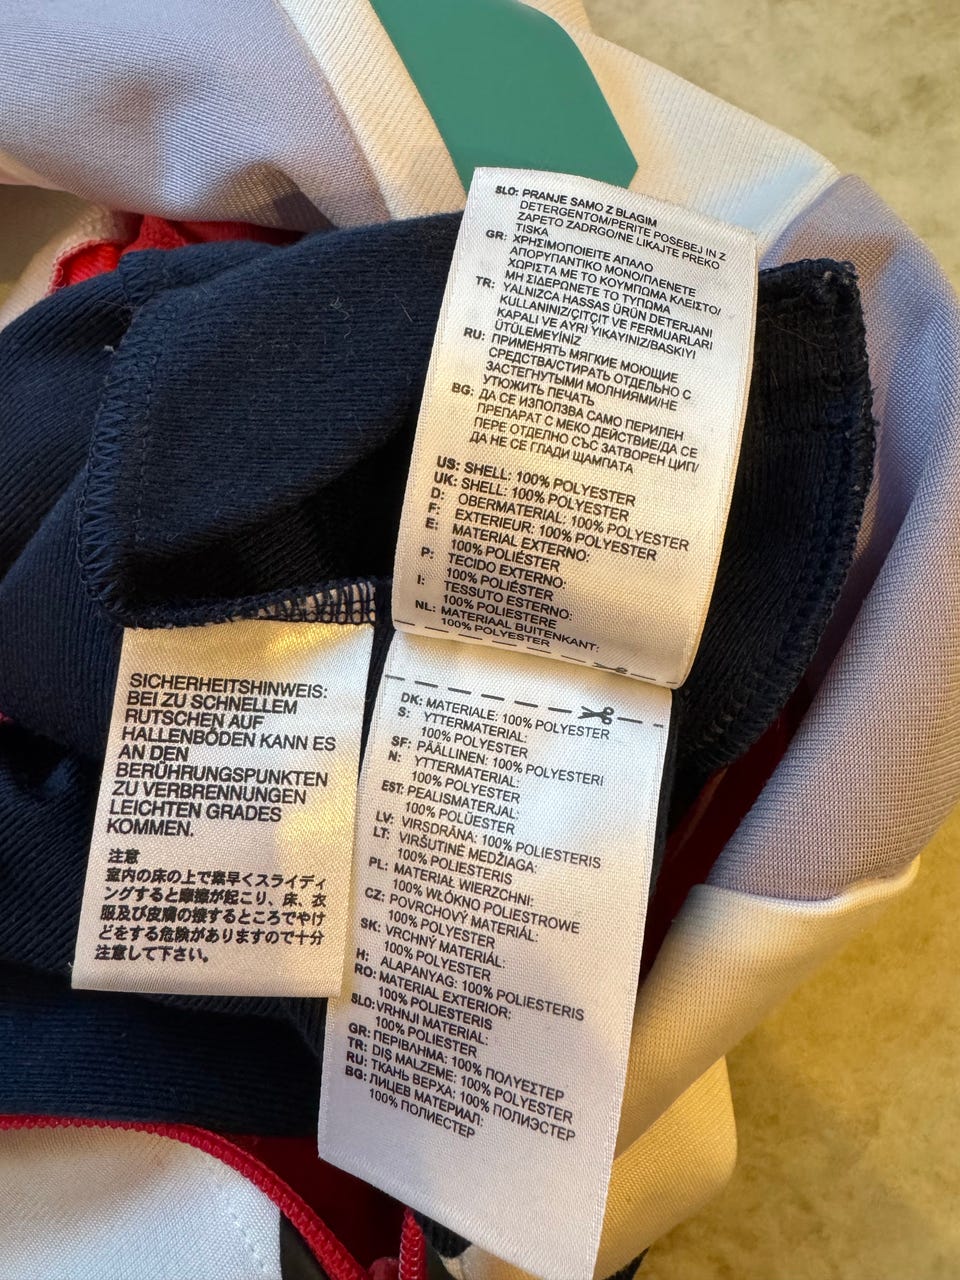 SLO: PRANJE SAMO Z BLAGIM
DETERGENTOM/PERITE POSEBEJ IN Z
ZAPETO ZADRGO/NE LIKAJTE PREKO
TISKA
GR: ΧΡΗΣΙΜΟΠΟΙΕΙΤΕ ΑΠΑΛΟ
ΑΠΟΡΥΠΑΝΤΙΚΟ ΜΟΝΟ/ΠΛΕΝΕΤΕ
ΧΩΡΙΣΤΑ ΜΕ ΤΟ ΚΟΥΜΠΩΜΑ ΚΛΕΙΣΤΟ/
ΜΗ ΣΙΔΕΡΩΝΕΤΕ ΤΟ ΤΥΠΩΜΑ
TR: YALNIZCA HASSAS ÜRÜN DETERJANI
KULLANINIZ/ÇITÇIT VE FERMUARLARI
KAPALI VE AYRI YIKAYINIZ/BASKIYI
ÜTÜLEMEYİNİZ
RU: ПРИМЕНЯТЬ МЯГКИЕ МОЮЩИЕ
СРЕДСТВА/СТИРАТЬ ОТДЕЛЬНО С
ЗАСТЕГНУТЫМИ МОЛНИЯМИ/НЕ
УТЮЖИТЬ ПЕЧАТЬ
BG: ДА СЕ ИЗПОЛЗВА САМО ПЕРИЛЕН
ПРЕПАРАТ С МЕКО ДЕЙСТВИЕ/ДА СЕ
ПЕРЕ ОТДЕЛНО СЪС ЗАТВОРЕН ЦИП/
ДА НЕ СЕ ГЛАДИ ЩАМПАТА
US: SHELL: 100% POLYESTER
UK: SHELL: 100% POLYESTER
D: OBERMATERIAL: 100% POLYESTER
F: EXTERIEUR: 100% POLYESTER
E: MATERIAL EXTERNO:
100% POLIÉSTER
P: TECIDO EXTERNO:
100% POLIÉSTER
I: TESSUTO ESTERNO:
100% POLIESTERE
NL: MATERIAAL BUITENKANT:
100% POLYESTER
DK: MATERIALE: 100% POLYESTER
S: YTTERMATERIAL:
100% POLYESTER
SF: PÄÄLLINEN: 100% POLYESTERI
N: YTTERMATERIAL:
100% POLYESTER
EST: PEALISMATERJAL:
100% POLÜESTER
LV: VIRSDRĀNA: 100% POLIESTERIS
LT: VIRŠUTINĖ MEDŽIAGA:
100% POLIESTERIS
PL: MATERIAŁ WIERZCHNI:
100% WŁÓKNO POLIESTROWE
CZ: POVRCHOVÝ MATERIÁL:
100% POLYESTER
SK: VRCHNÝ MATERIÁL:
100% POLYESTER
H: ALAPANYAG: 100% POLIESTERIS
RO: MATERIAL EXTERIOR:
100% POLIESTERIS
SLO: VRHNJI MATERIAL:
100% POLIESTER
GR: ΠΕΡΙΒΛΗΜΑ: 100% ΠΟΛΥΕΣΤΕΡ
TR: DIŞ MALZEME: 100% POLYESTER
RU: ТКАНЬ ВЕРХА: 100% ПОЛИЭСТЕР
BG: ЛИЦЕВ МАТЕРИАЛ:
100% ПОЛИЕСТЕР
SICHERHEITSHINWEIS:
BEI ZU SCHNELLEM
RUTSCHEN AUF
HALLENBÖDEN KANN ES
AN DEN
BERÜHRUNGSPUNKTEN
ZU VERBRENNUNGEN
LEICHTEN GRADES
KOMMEN.
注意
室内の床の上で素早くスライディ
ングすると摩擦が起こり、床、衣
服及び皮膚の接するところでやけ
どをする危険がありますので十分
注意して下さい。